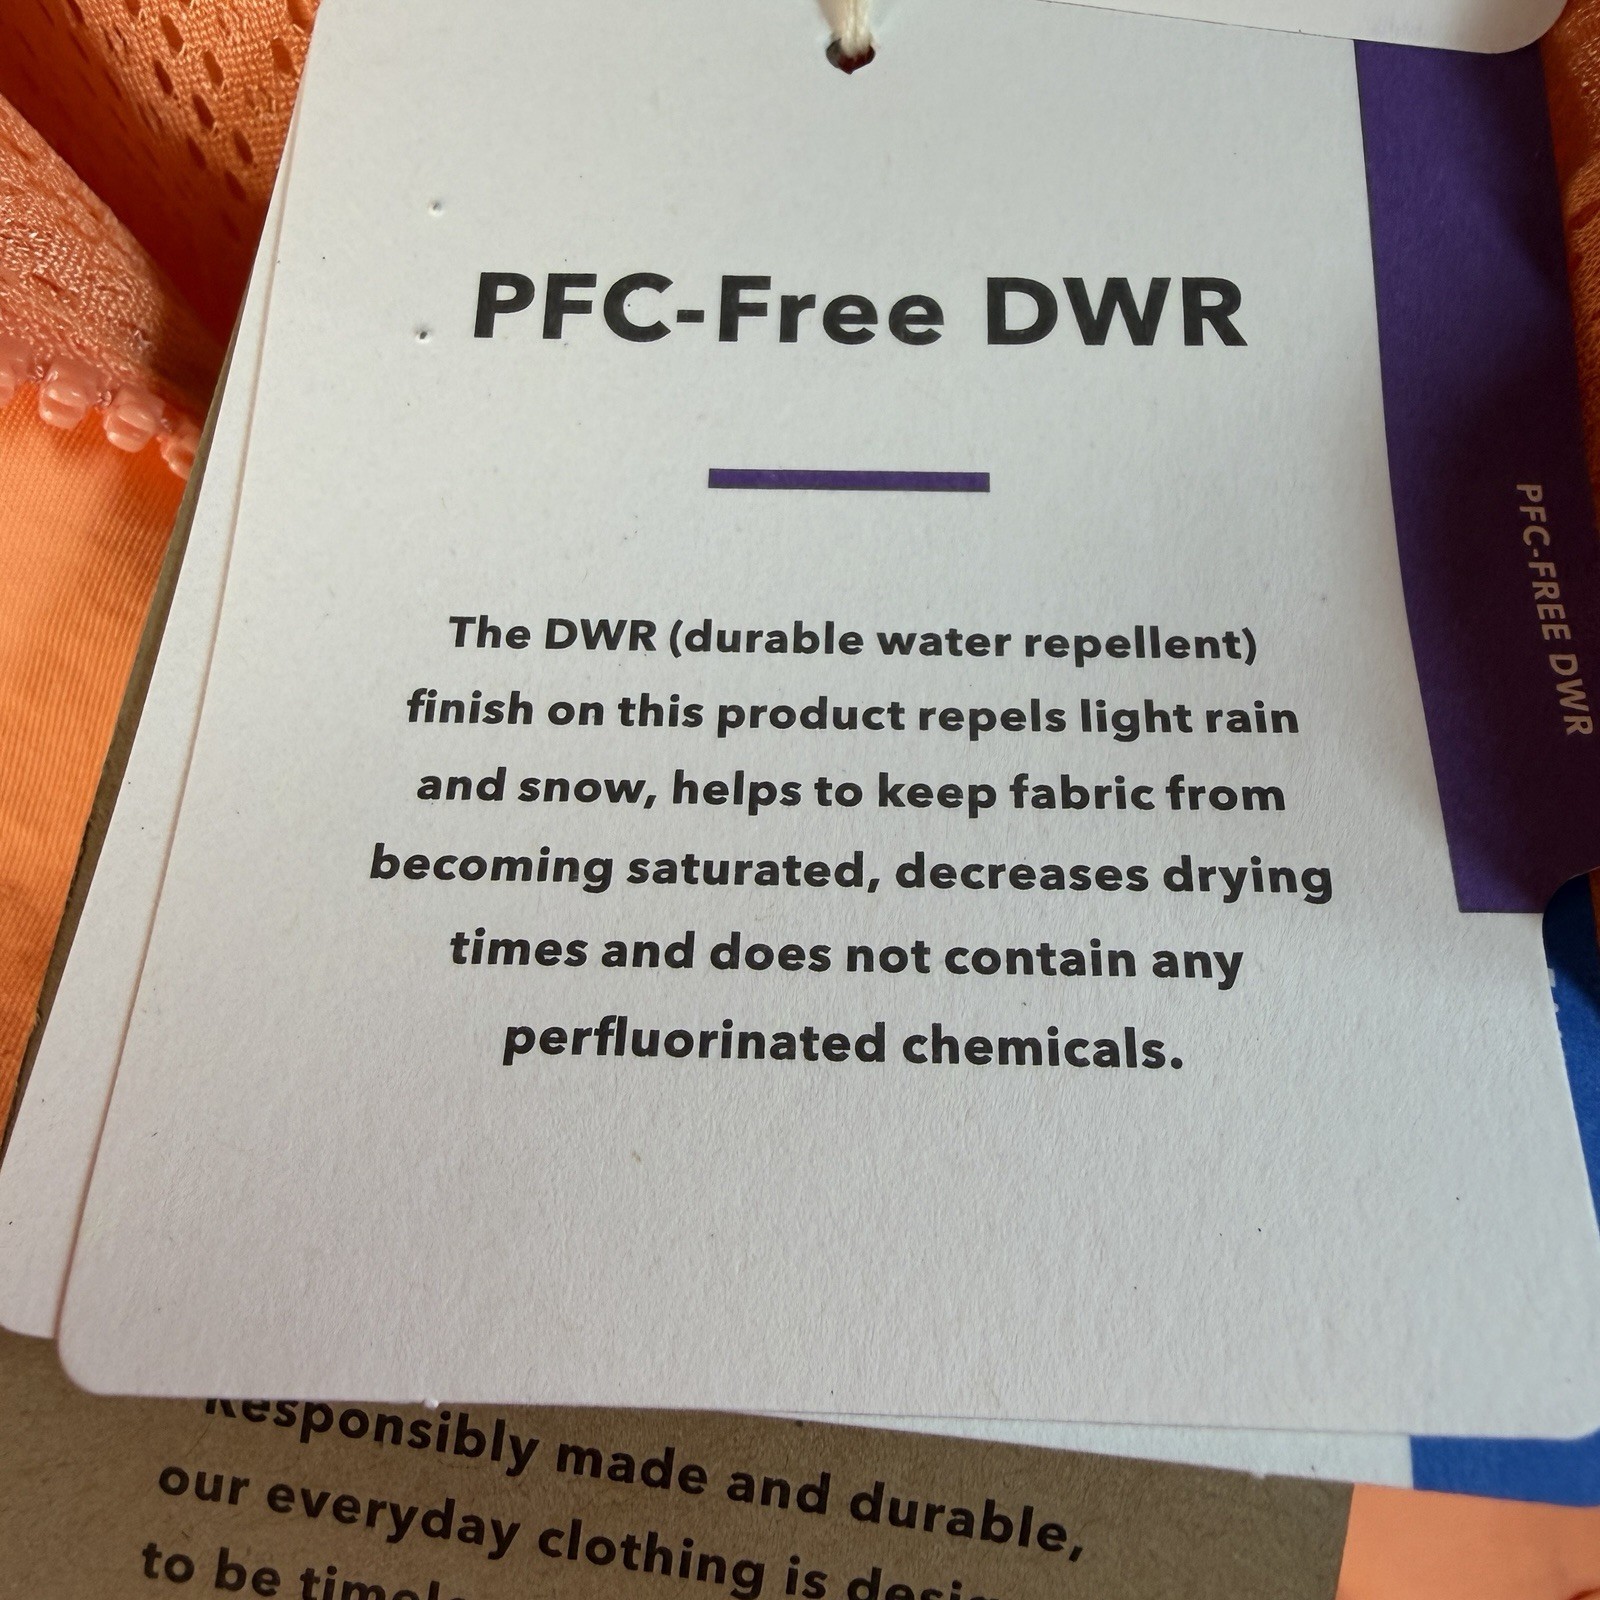 PFC-Free DWR
The DWR (durable water repellent)
finish on this product repels light rain
and snow, helps to keep fabric from
becoming saturated, decreases drying
times and does not contain any
perfluorinated chemicals.
PFC-FREE DWR
Responsibly made and durable,
our everyday clothing is
to be